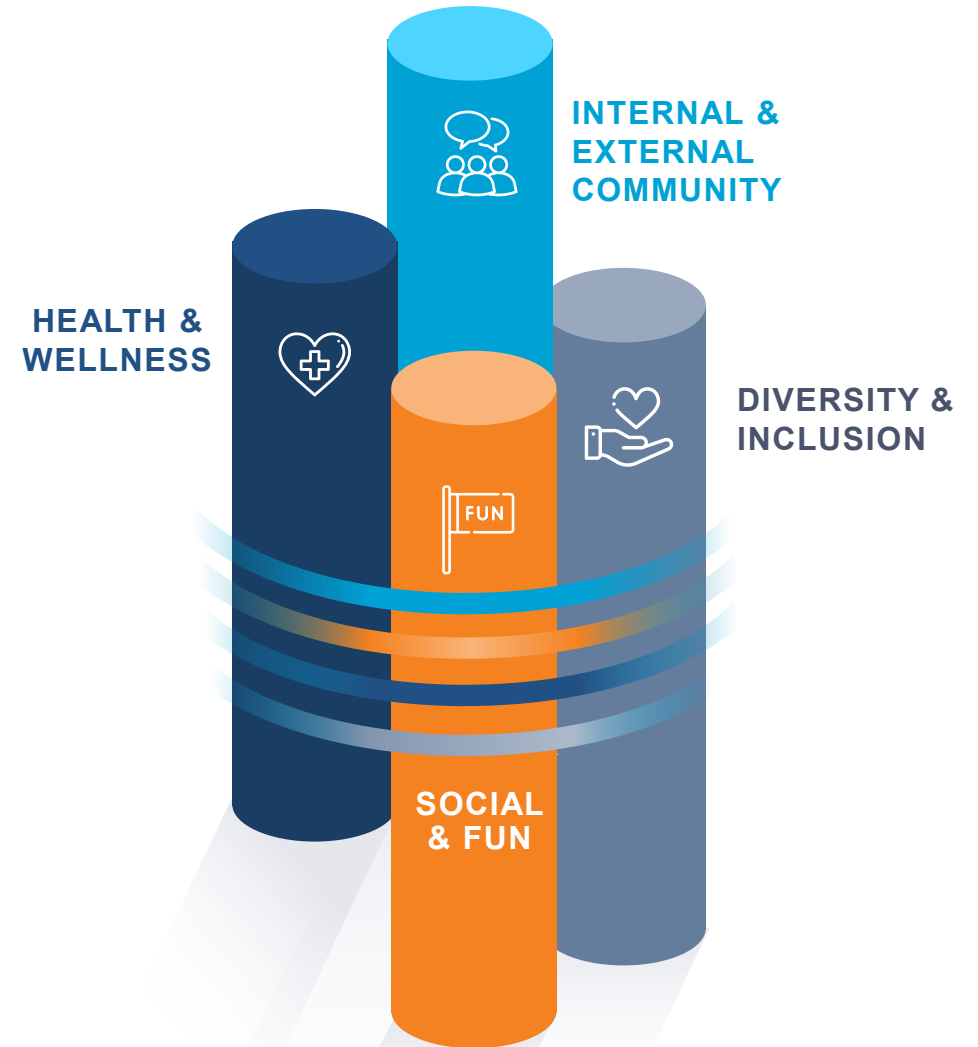 INTERNAL &
EXTERNAL
COMMUNITY
HEALTH &
WELLNESS
DIVERSITY &
INCLUSION
FUN
SOCIAL
& FUN